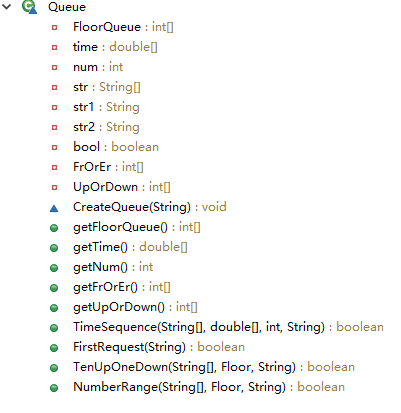 Queue
FloorQueue : int[]
time : double[]
num : int
str : String[]
str1 : String
str2 : String
bool : boolean
FrOrEr : int[]
UpOrDown : int[]
CreateQueue(String) : void
getFloorQueue() : int[]
getTime() : double[]
getNum() : int
getFrOrEr() : int[]
getUpOrDown() : int[]
TimeSequence(String[], double[], int, String) : boolean
FirstRequest(String) : boolean
TenUpOneDown(String[], Floor, String) : boolean
NumberRange(String[], Floor, String) : boolean